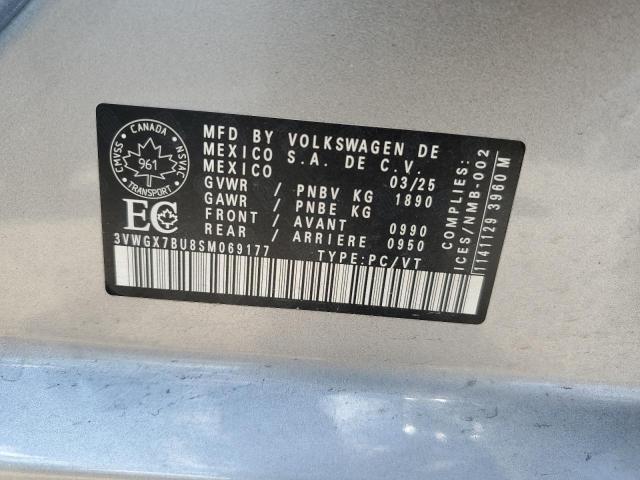 CANADA
CMVSS
NSVAC
961
TRANSPORT
EC
MFD BY VOLKSWAGEN DE
MEXICO S.A. DE C.V.
MEXICO 03/25
GVWR / PNBV KG 1890
GAWR / PNBE KG
FRONT / AVANT 0990
REAR / ARRIERE 0950
3VWGX7BU8SM069177 TYPE:PC/VT
COMPLIES:
ICES/NMB-002
1141129 3960 M